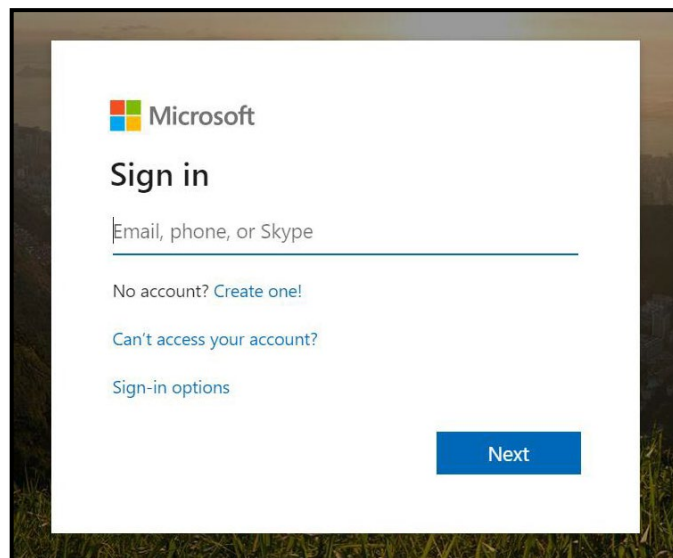 Microsoft
Sign in
Email, phone, or Skype
No account? Create one!
Can't access your account?
Sign-in options
Next